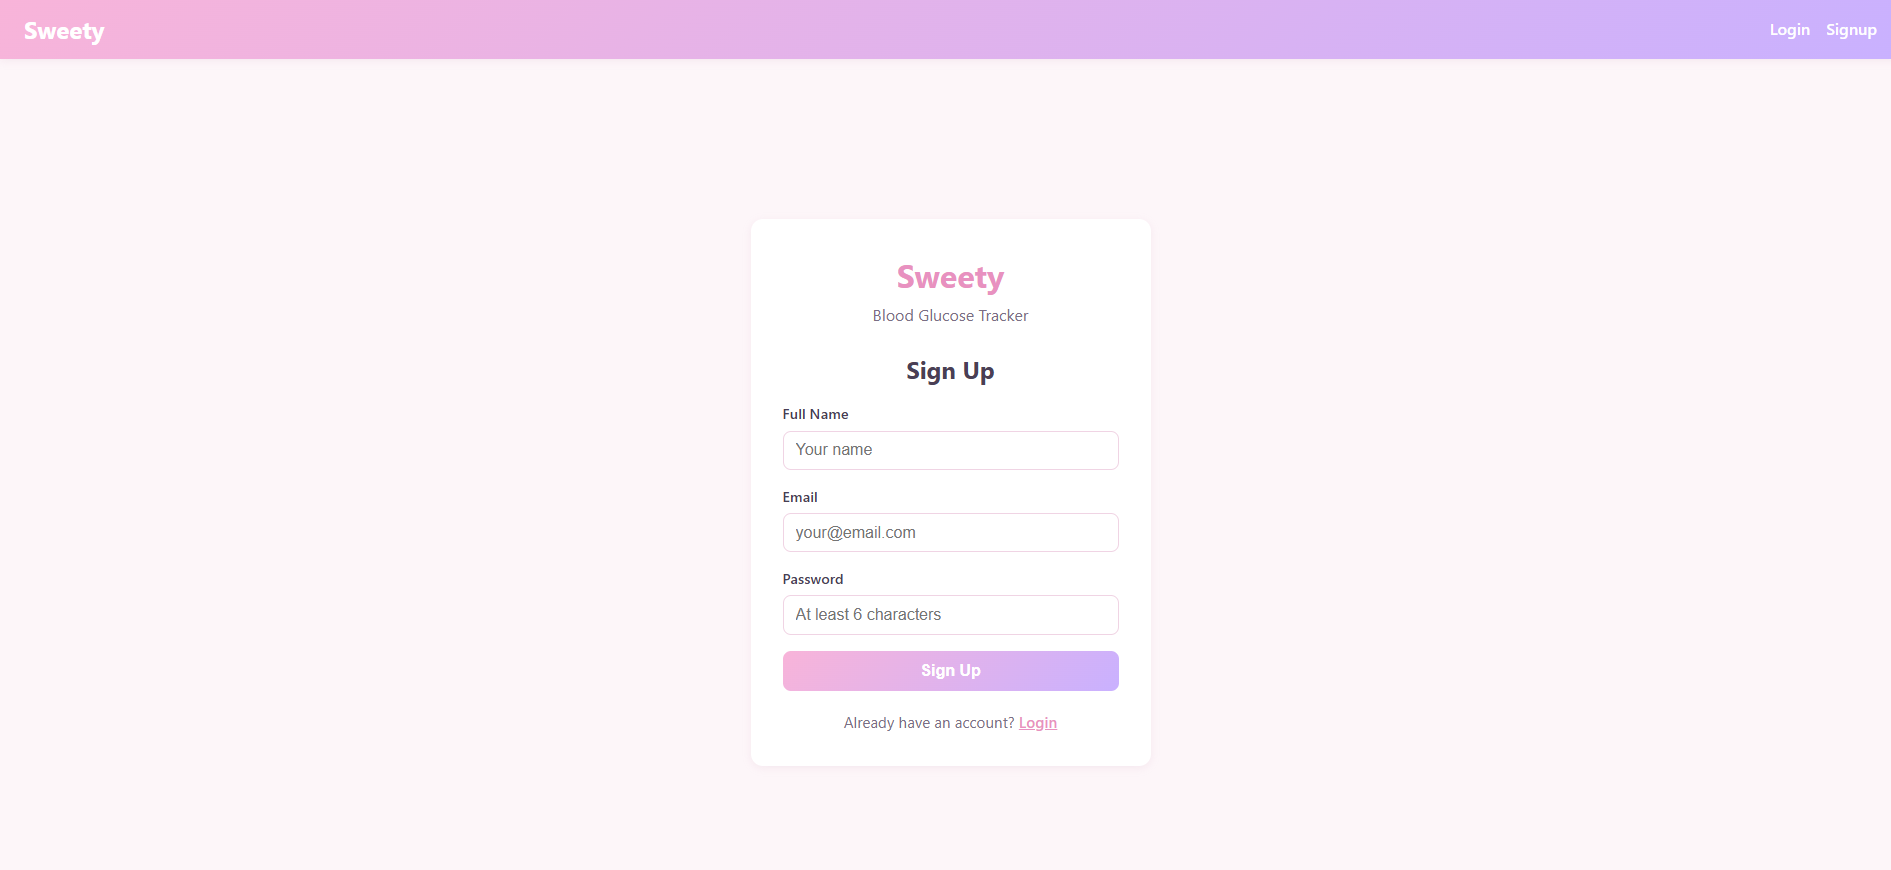 Sweety
Login Signup
Sweety
Blood Glucose Tracker
Sign Up
Full Name
Your name
Email
your@email.com
Password
At least 6 characters
Sign Up
Already have an account? Login